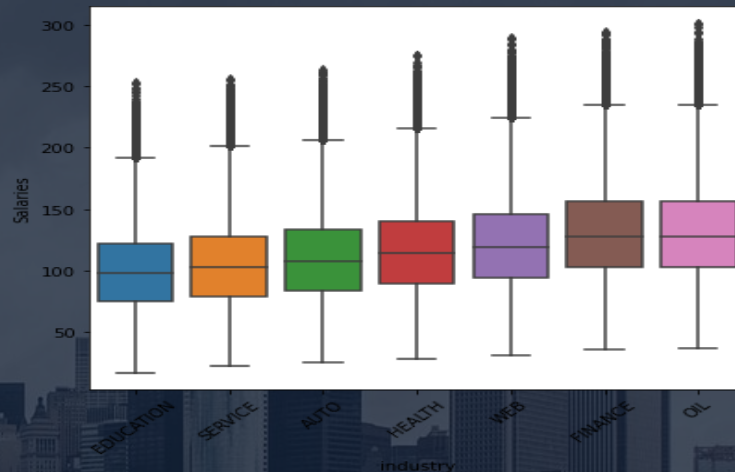 300
250
200
150
100
50
Salaries
EDUCATION
SERVICE
AUTO
HEALTH
WEB
FINANCE
OIL
industry